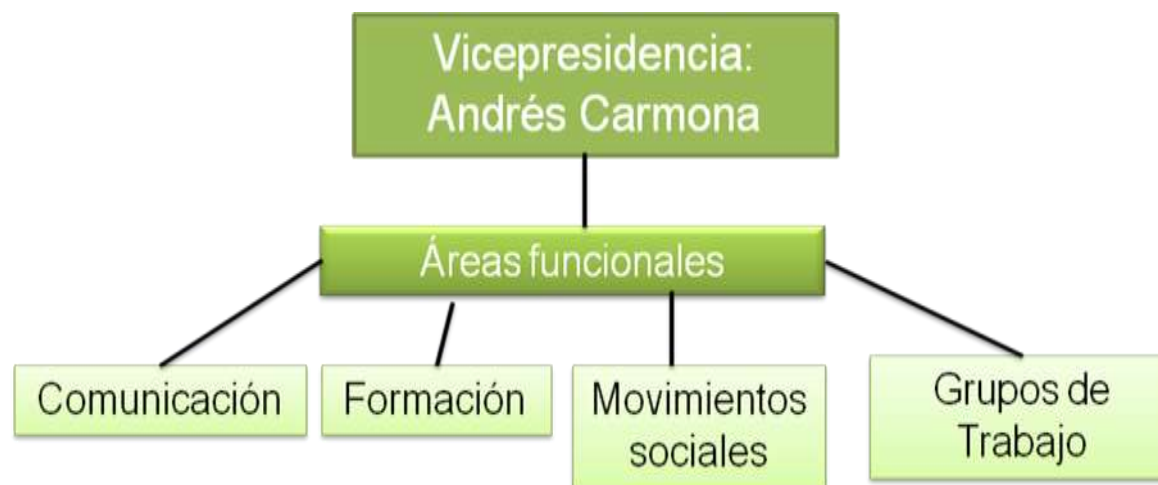 Vicepresidencia:
Andrés Carmona
Áreas funcionales
Comunicación
Formación
Movimientos
sociales
Grupos de
Trabajo